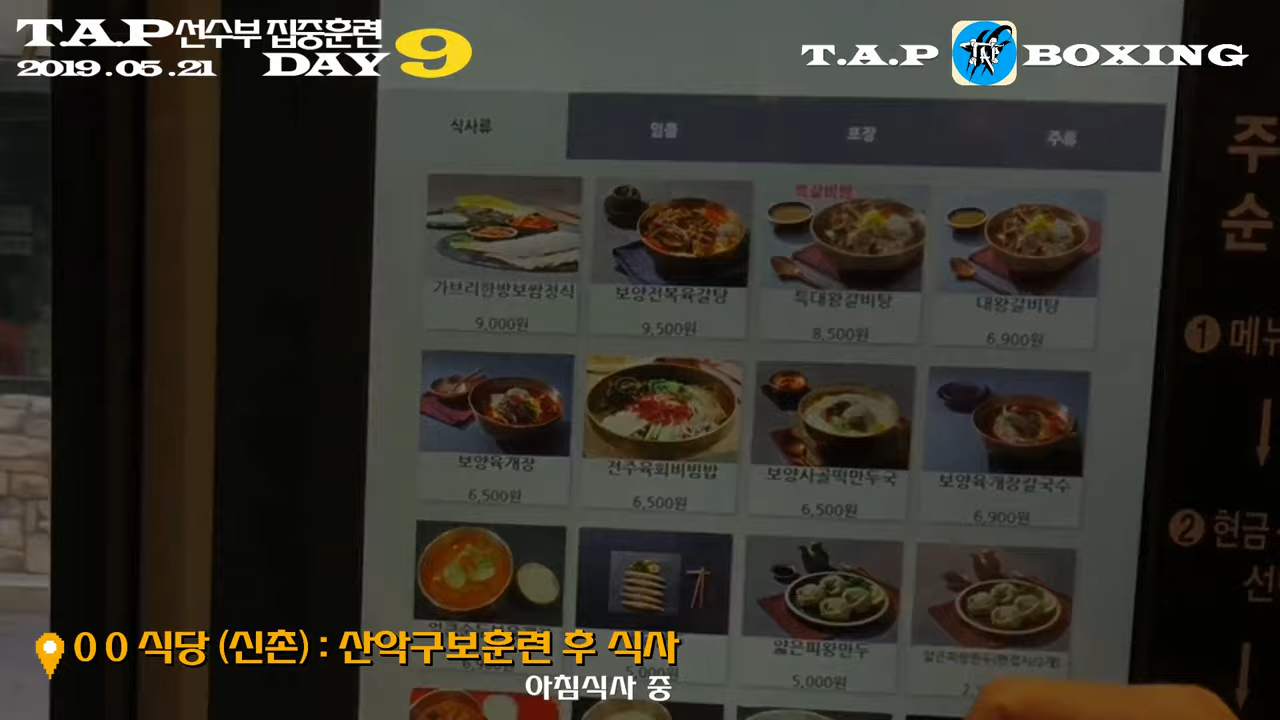 T.A.P 선수부 집중훈련
2019.05.21 DAY 9
T.A.P TAP BOXING
식사류 일품 포장 주류
특갈비탕
가브리한방보쌈정식 보양전복육갈탕 특대왕갈비탕 대왕갈비탕
9,000원 9,500원 8,500원 6,900원
보양육개장 전주육회비빔밥 보양사골떡만두국 보양육개장칼국수
6,500원 6,500원 6,500원 6,900원
얇은피왕만두
5,000원
주
순
1 메뉴
2 현금
선
0 0 식당 (신촌) : 산악구보훈련 후 식사
아침식사 중